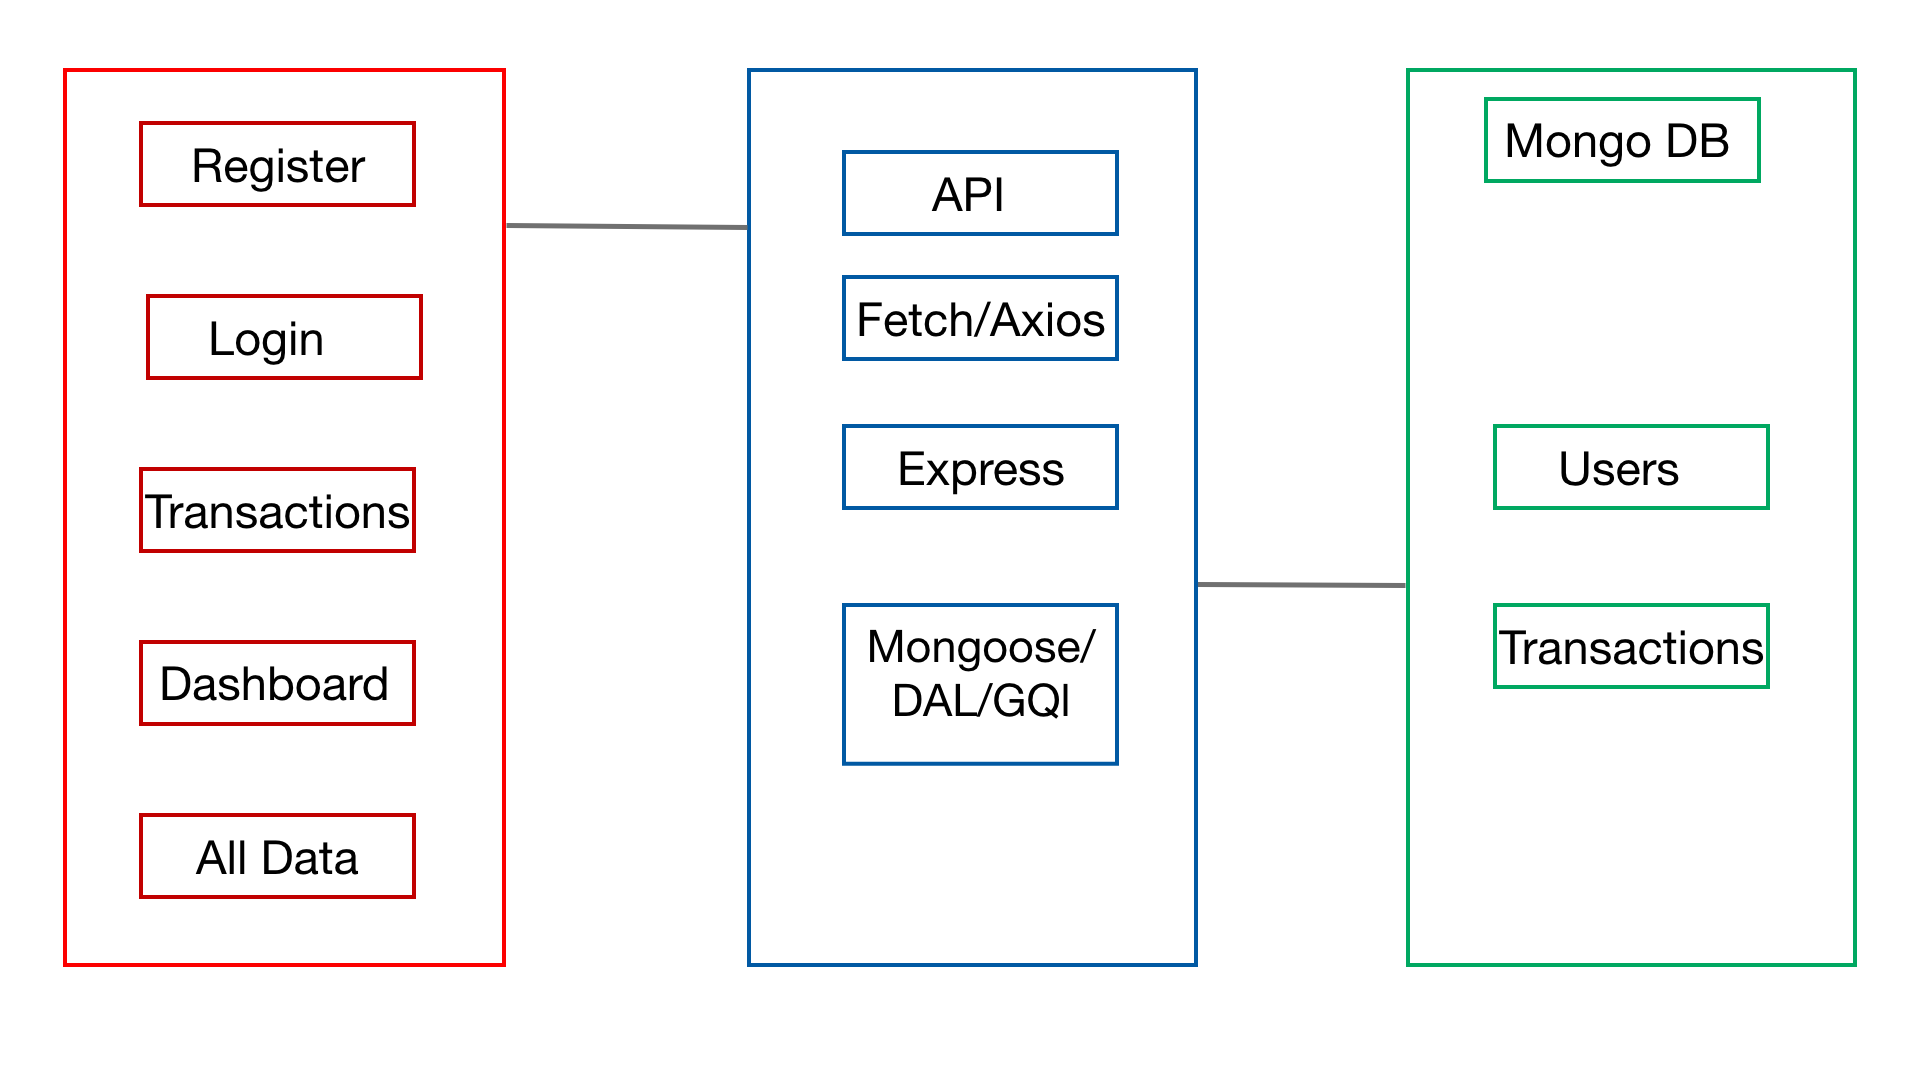 Register
Login
Transactions
Dashboard
All Data
API
Fetch/Axios
Express
Mongoose/
DAL/GQl
Mongo DB
Users
Transactions